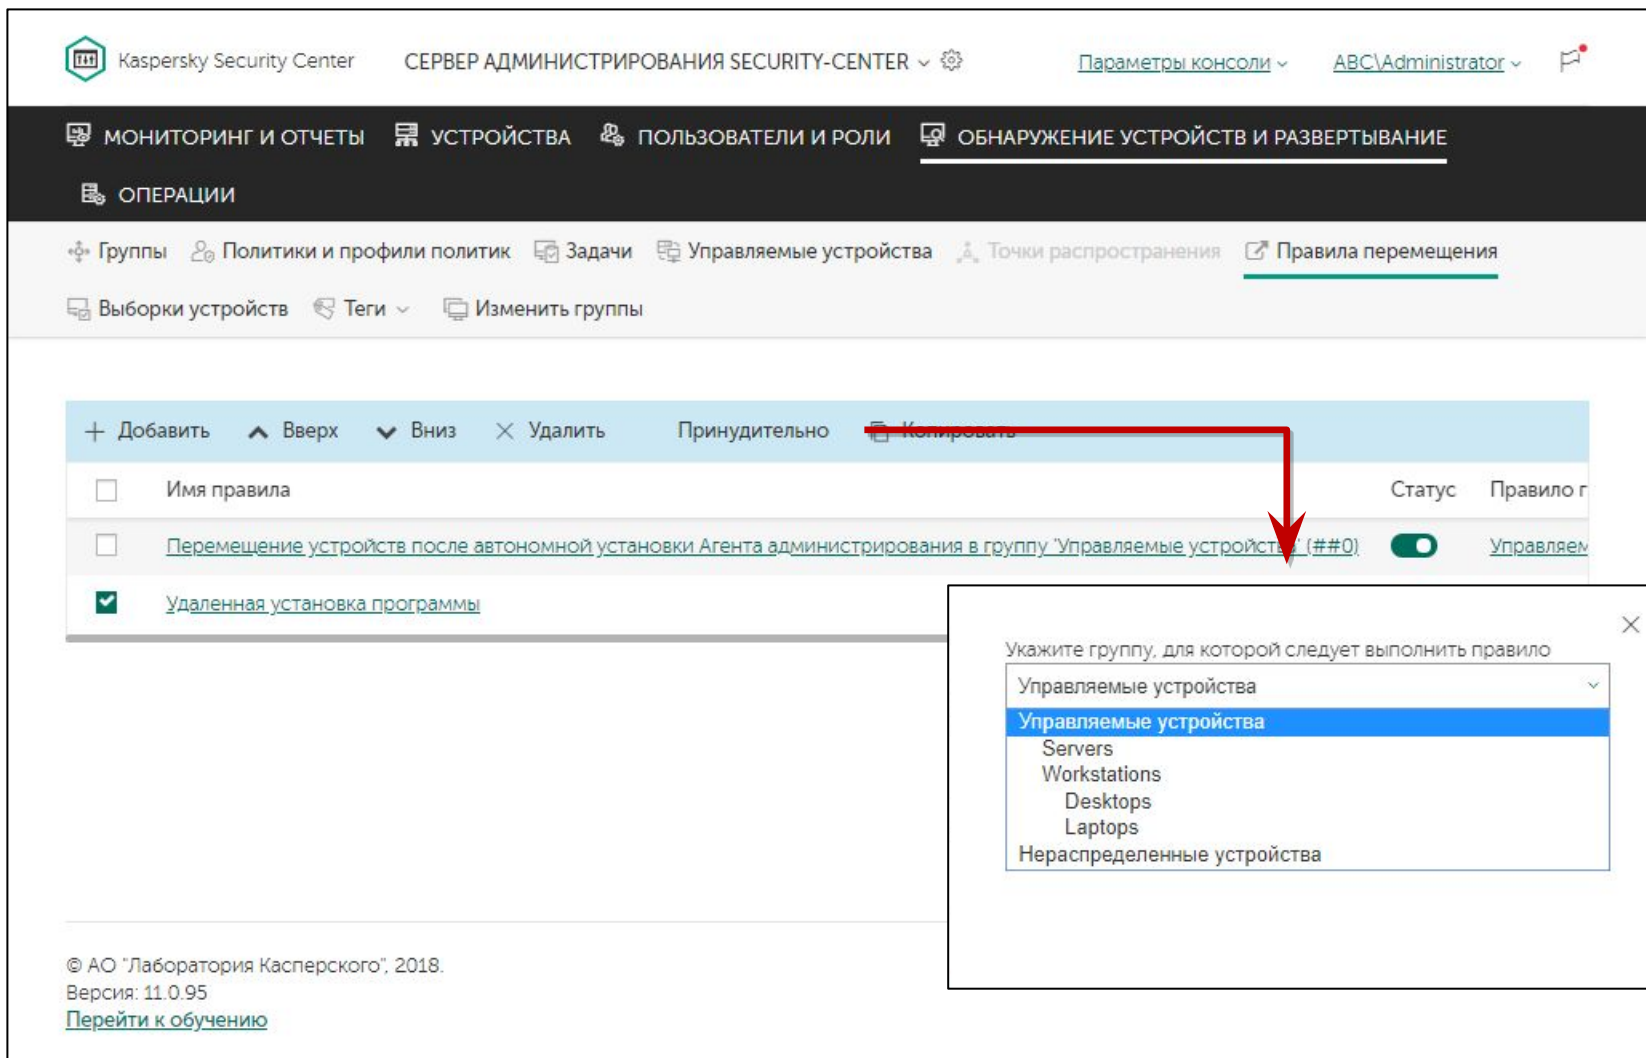 Kaspersky Security Center СЕРВЕР АДМИНИСТРИРОВАНИЯ SECURITY-CENTER Параметры консоли ABC\Administrator
МОНИТОРИНГ И ОТЧЕТЫ УСТРОЙСТВА ПОЛЬЗОВАТЕЛИ И РОЛИ ОБНАРУЖЕНИЕ УСТРОЙСТВ И РАЗВЕРТЫВАНИЕ
ОПЕРАЦИИ
Группы Политики и профили политик Задачи Управляемые устройства Точки распространения Правила перемещения
Выборки устройств Теги Изменить группы
+ Добавить Вверх Вниз Удалить Принудительно Копировать
Имя правила Статус Правило г
Перемещение устройств после автономной установки Агента администрирования в группу "Управляемые устройства" (##0) Управляем
Удаленная установка программы
Укажите группу, для которой следует выполнить правило
Управляемые устройства
Управляемые устройства
Servers
Workstations
Desktops
Laptops
Нераспределенные устройства
© АО "Лаборатория Касперского", 2018.
Версия: 11.0.95
Перейти к обучению